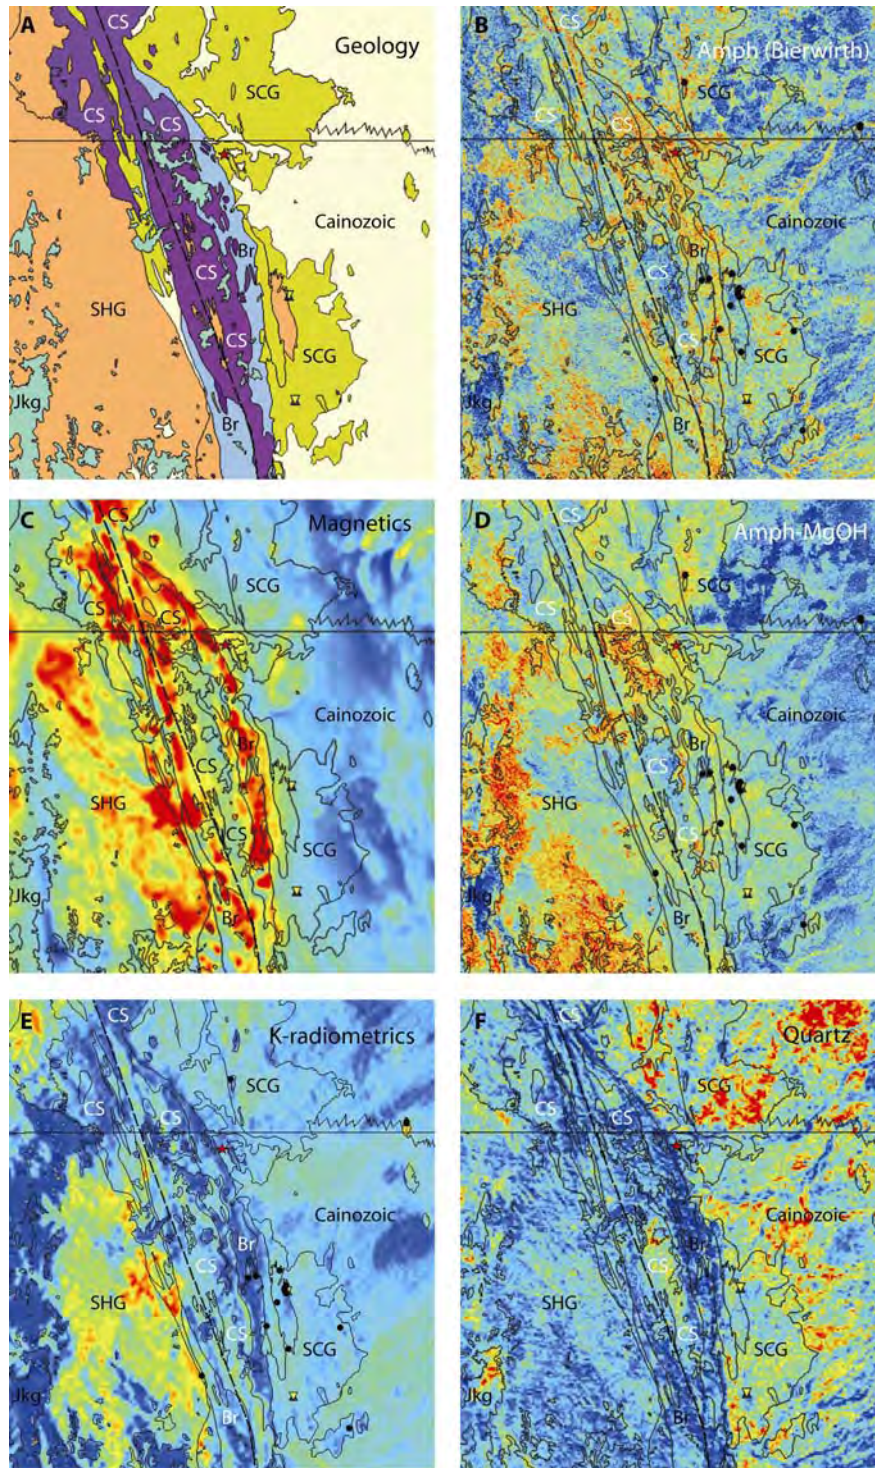 A
CS
Geology
SCG
CS
CS
Cainozoic
Br
CS
SHG
CS
SCG
Jkg
Br
B
CS
Amph (Bierwirth)
SCG
CS
CS
Cainozoic
Br
CS
SHG
CS
SCG
Jkg
Br
C
CS
Magnetics
SCG
CS
CS
Cainozoic
Br
CS
SHG
CS
SCG
Jkg
Br
D
CS
Amph-MgOH
SCG
CS
CS
Cainozoic
Br
CS
SHG
CS
SCG
Jkg
Br
E
CS
K-radiometrics
SCG
CS
CS
Cainozoic
Br
CS
SHG
CS
SCG
Jkg
Br
F
CS
Quartz
SCG
CS
CS
Cainozoic
Br
CS
SHG
CS
SCG
Jkg
Br